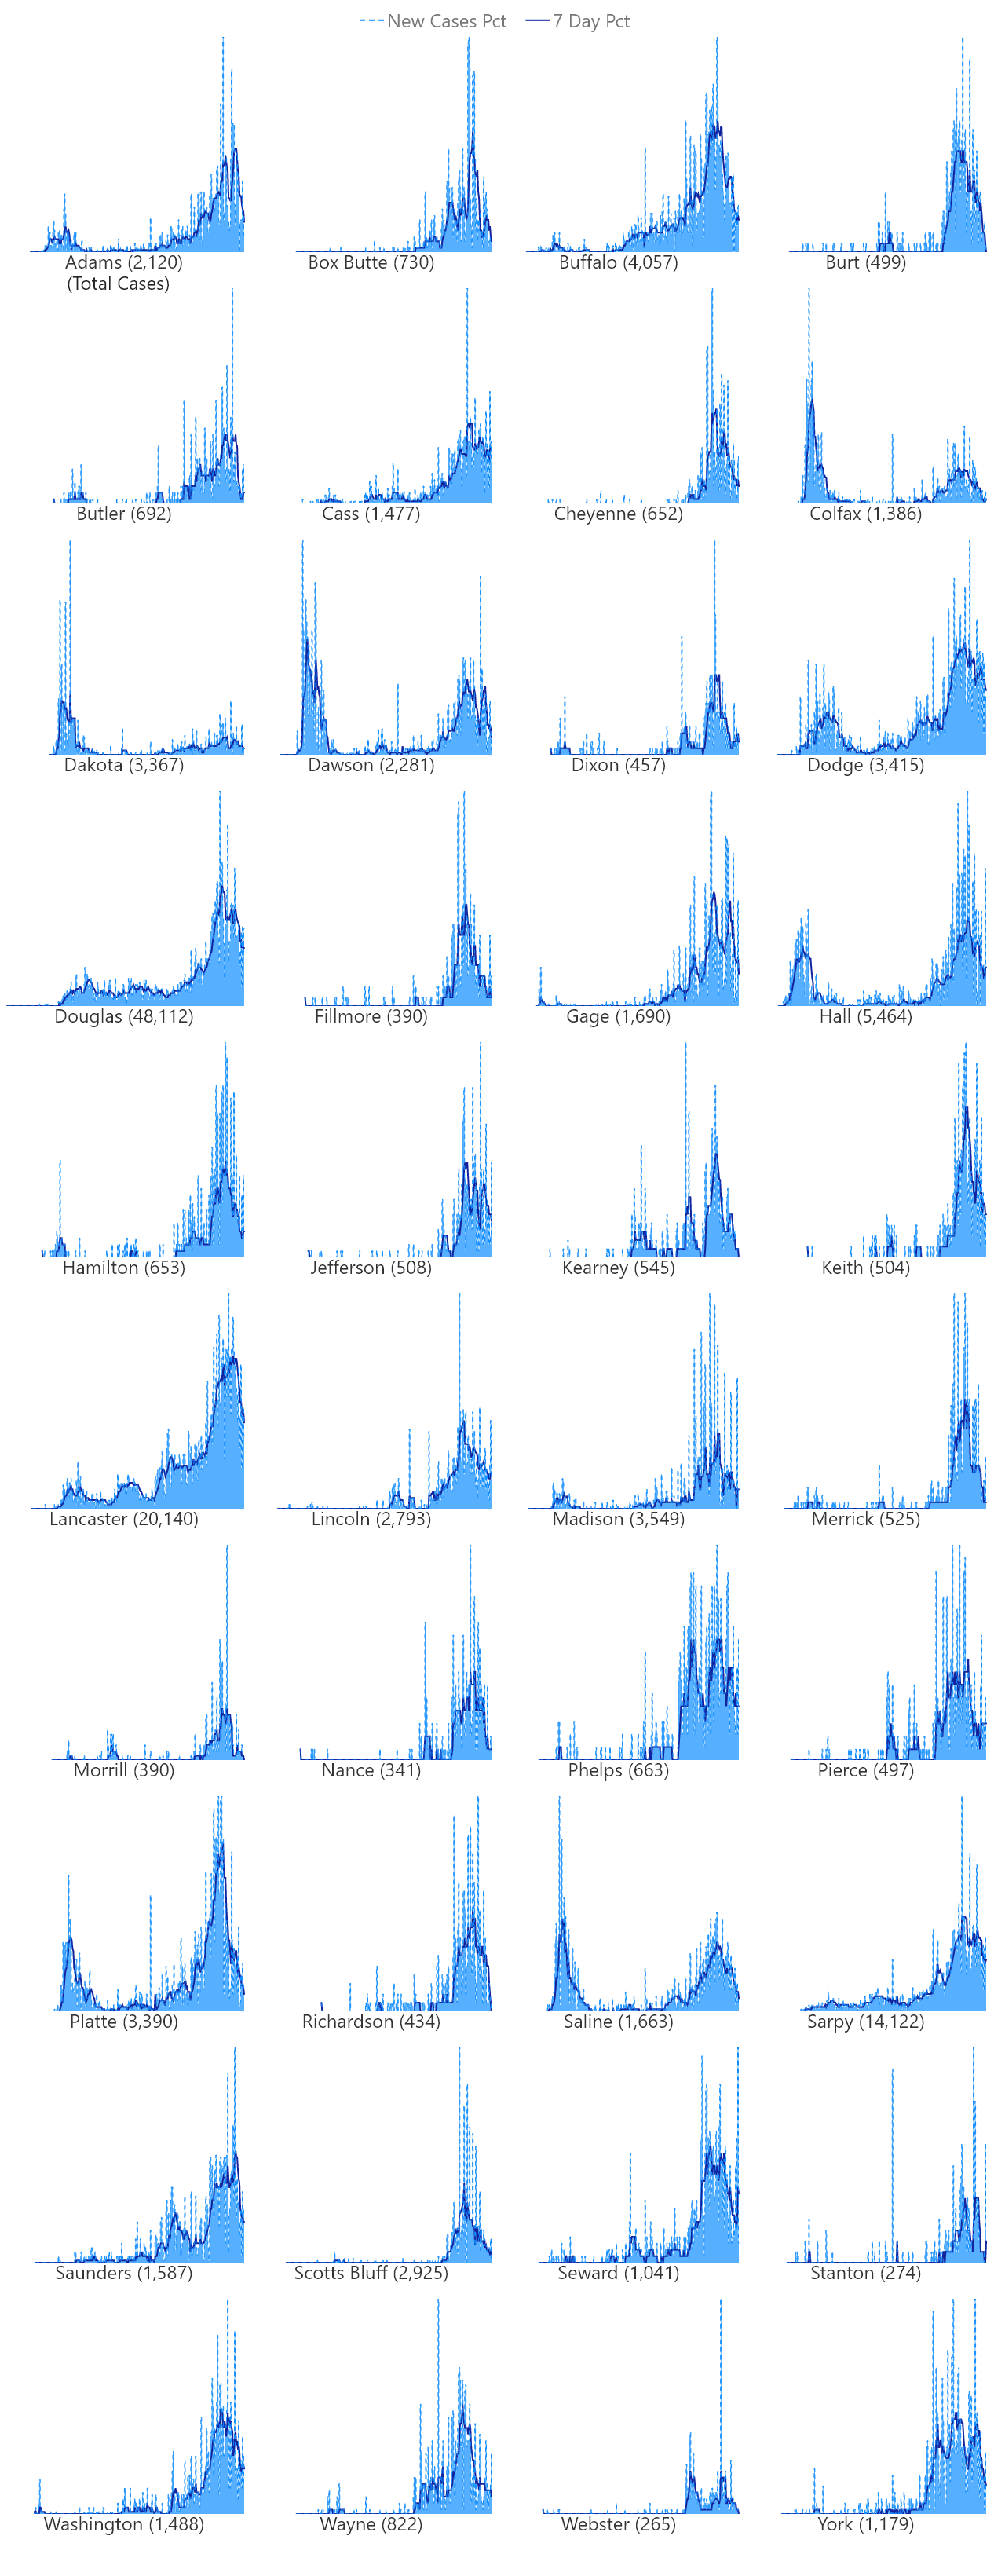 New Cases Pct 7 Day Pct
Adams (2,120) Box Butte (730) Buffalo (4,057) Burt (499)
(Total Cases)
Butler (692) Cass (1,477) Cheyenne (652) Colfax (1,386)
Dakota (3,367) Dawson (2,281) Dixon (457) Dodge (3,415)
Douglas (48,112) Fillmore (390) Gage (1,690) Hall (5,464)
Hamilton (653) Jefferson (508) Kearney (545) Keith (504)
Lancaster (20,140) Lincoln (2,793) Madison (3,549) Merrick (525)
Morrill (390) Nance (341) Phelps (663) Pierce (497)
Platte (3,390) Richardson (434) Saline (1,663) Sarpy (14,122)
Saunders (1,587) Scotts Bluff (2,925) Seward (1,041) Stanton (274)
Washington (1,488) Wayne (822) Webster (265) York (1,179)